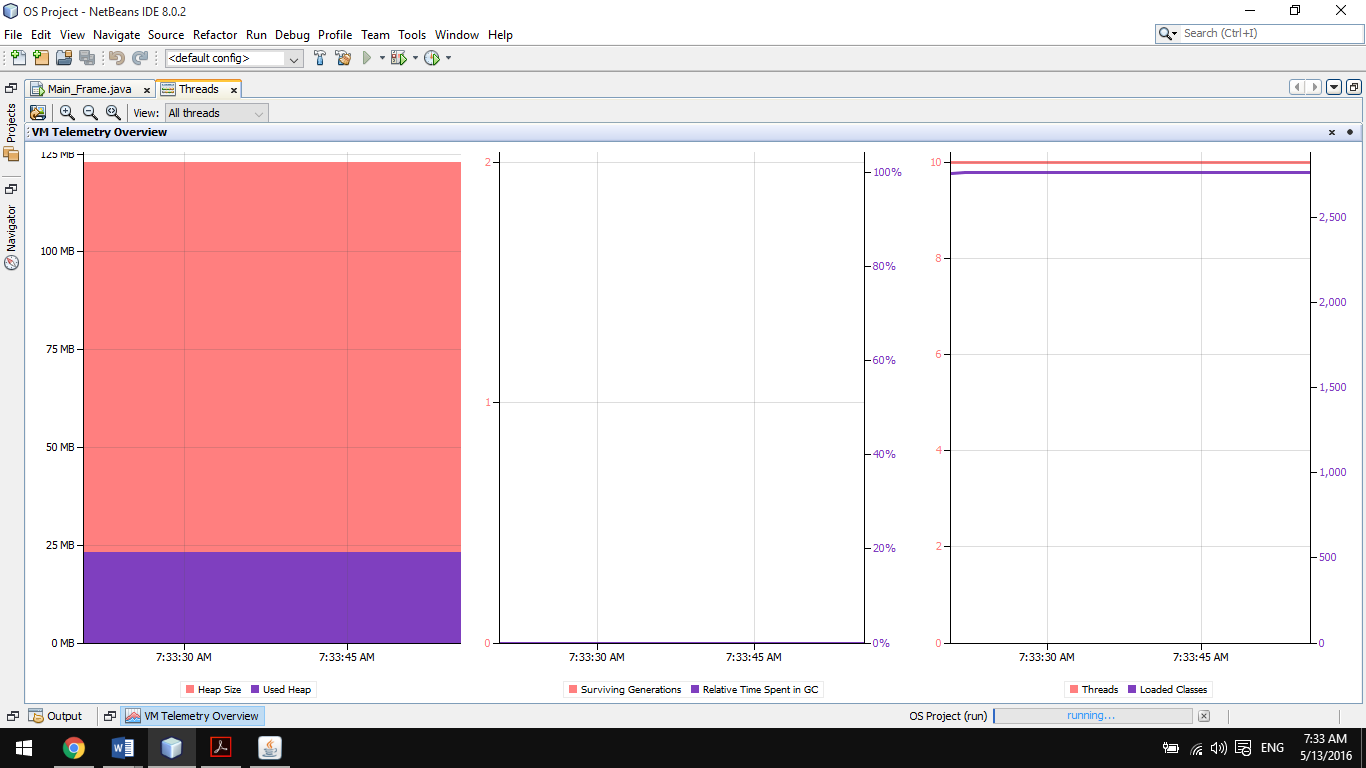 OS Project - NetBeans IDE 8.0.2
File Edit View Navigate Source Refactor Run Debug Profile Team Tools Window Help
Search (Ctrl+I)
<default config>
Main_Frame.java
Threads
View: All threads
Projects
Navigator
VM Telemetry Overview
125 MB
100 MB
75 MB
50 MB
25 MB
0 MB
7:33:30 AM 7:33:45 AM
Heap Size Used Heap
2
1
0
100%
80%
60%
40%
20%
0%
7:33:30 AM 7:33:45 AM
Surviving Generations Relative Time Spent in GC
10
8
6
4
2
0
2,500
2,000
1,500
1,000
500
0
7:33:30 AM 7:33:45 AM
Threads Loaded Classes
Output VM Telemetry Overview OS Project (run) running...
ENG
7:33 AM
5/13/2016